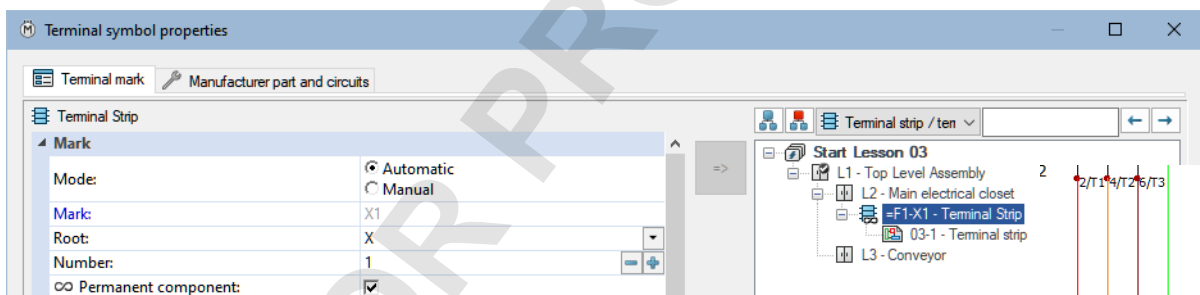 Terminal symbol properties
Terminal mark Manufacturer part and circuits
Terminal Strip
Mark
Mode: Automatic
Manual
Mark: X1
Root: X
Number: 1
Permanent component:
=>
Terminal strip / ten
Start Lesson 03
L1 - Top Level Assembly
L2 - Main electrical closet
=F1-X1 - Terminal Strip
03-1 - Terminal strip
L3 - Conveyor
2
2/T1 4/T2 6/T3